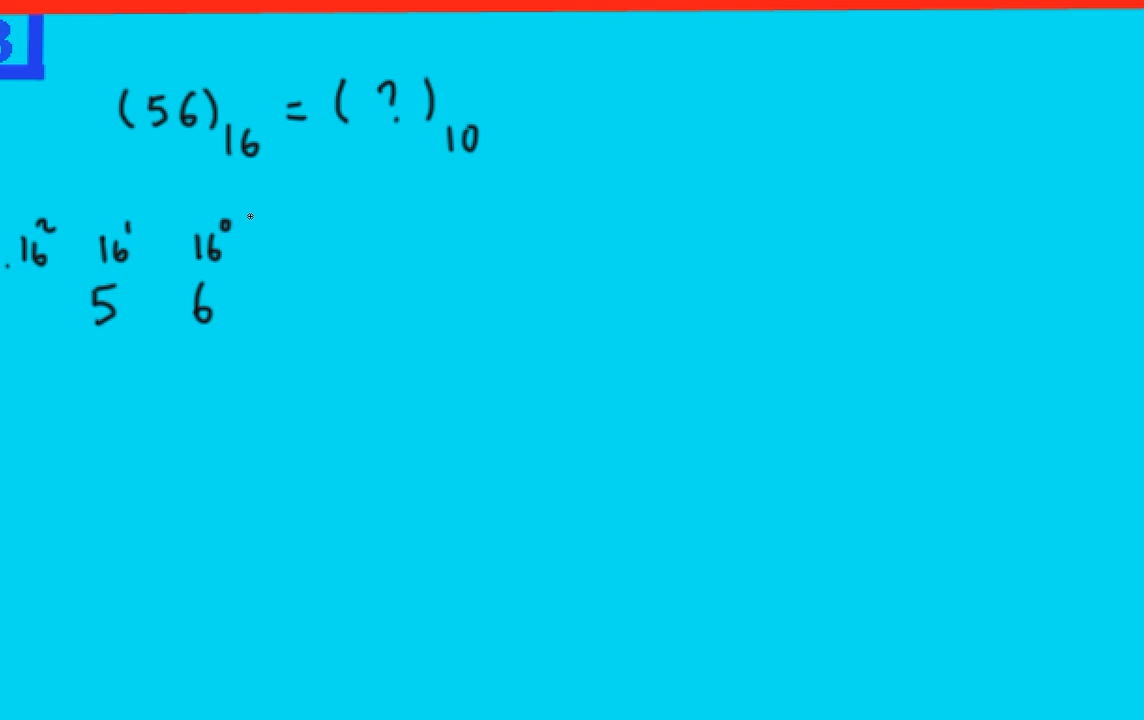 (56)₁₆ = (?)₁₀
.16² 16¹ 16⁰
5 6